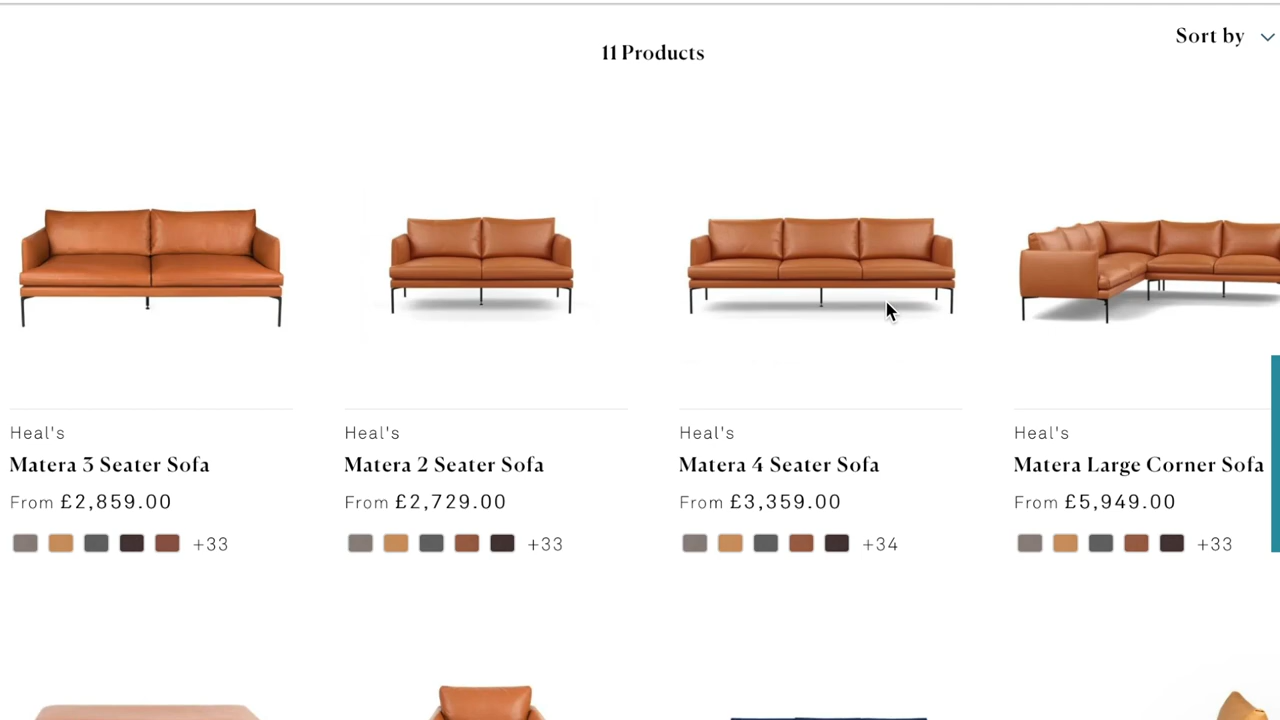 Sort by
11 Products
Heal's
Matera 3 Seater Sofa
From £2,859.00
+33
Heal's
Matera 2 Seater Sofa
From £2,729.00
+33
Heal's
Matera 4 Seater Sofa
From £3,359.00
+34
Heal's
Matera Large Corner Sofa
From £5,949.00
+33